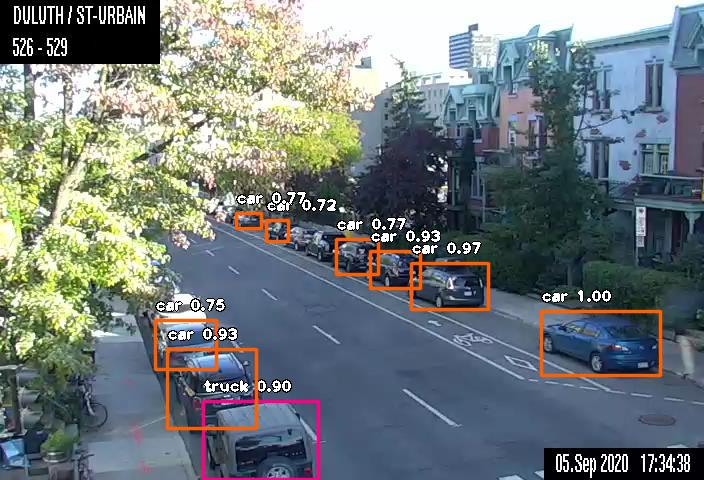 DULUTH / ST-URBAIN
526 - 529
car 0.77
car 0.72
car 0.77
car 0.93
car 0.97
car 1.00
car 0.75
car 0.93
truck 0.90
05.Sep 2020 17:34:38